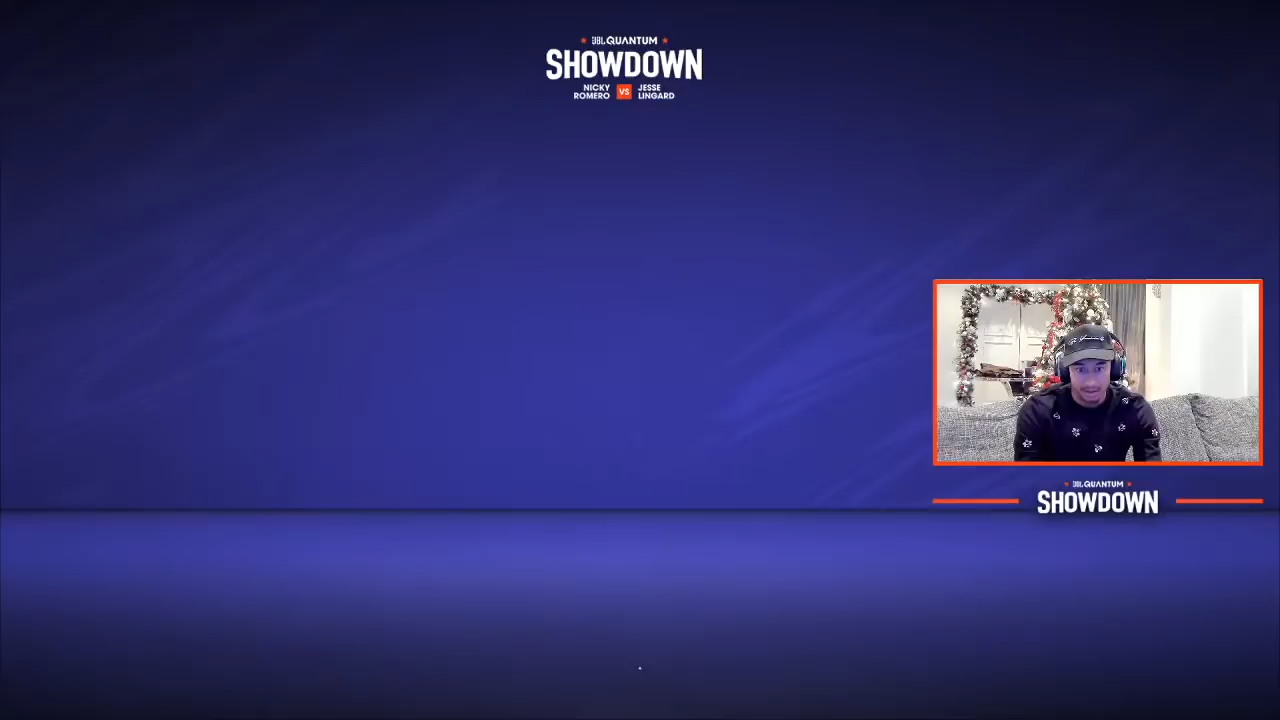 JBL QUANTUM
SHOWDOWN
NICKY ROMERO VS JESSE LINGARD
JBL QUANTUM
SHOWDOWN